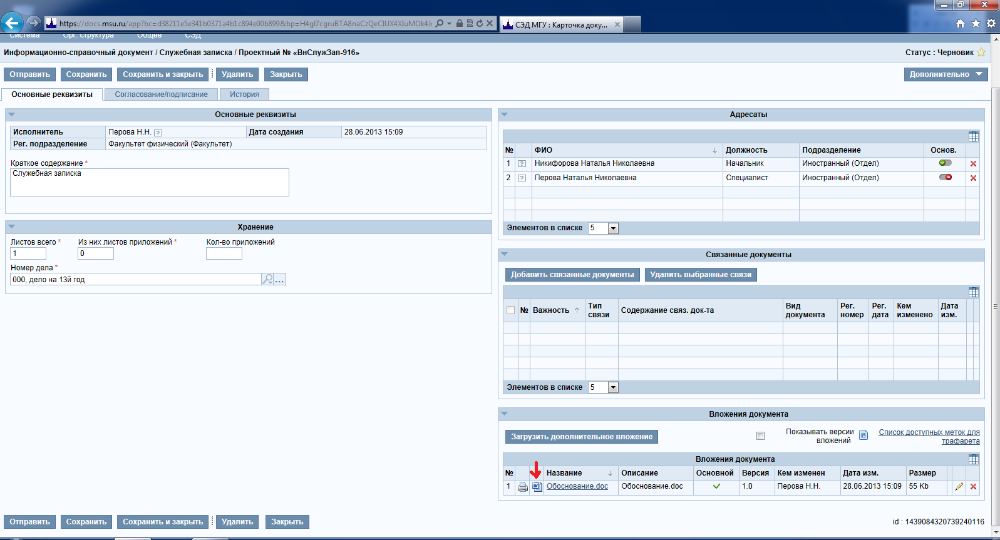 https://docs.msu.ru/app?bc=d38211e5e341b0371a4b1c894e00b899&bp=H4gI7cgruBTA8naCzQeCIUX4XIuMOk4J
СЭД МГУ : Карточка доку...
Система Орг. структура Общее СЭД
Информационно-справочный документ / Служебная записка / Проектный № «ВнСлужЗап-916»
Статус : Черновик
Отправить Сохранить Сохранить и закрыть Удалить Закрыть
Дополнительно
Основные реквизиты Согласование/подписание История
Основные реквизиты
Исполнитель Перова Н.Н. ? Дата создания 28.06.2013 15:09
Рег. подразделение Факультет физический (Факультет)
Краткое содержание *
Служебная записка
Хранение
Листов всего * Из них листов приложений * Кол-во приложений
1 0
Номер дела *
000, дело на 13й год ...
Адресаты
№ ФИО Должность Подразделение Основ.
1 ? Никифорова Наталья Николаевна Начальник Иностранный (Отдел)
2 ? Перова Наталья Николаевна Специалист Иностранный (Отдел)
Элементов в списке 5
Связанные документы
Добавить связанные документы Удалить выбранные связи
№ Важность Тип связи Содержание связ. док-та Вид документа Рег. номер Рег. дата Кем изменено Дата изм.
Элементов в списке 5
Вложения документа
Загрузить дополнительное вложение
Показывать версии вложений
Список доступных меток для трафарета
Вложения документа
№ Название Описание Основной Версия Кем изменен Дата изм. Размер
1 Обоснование.doc Обоснование.doc 1.0 Перова Н.Н. 28.06.2013 15:09 55 Kb
Отправить Сохранить Сохранить и закрыть Удалить Закрыть
id : 1439084320739240116